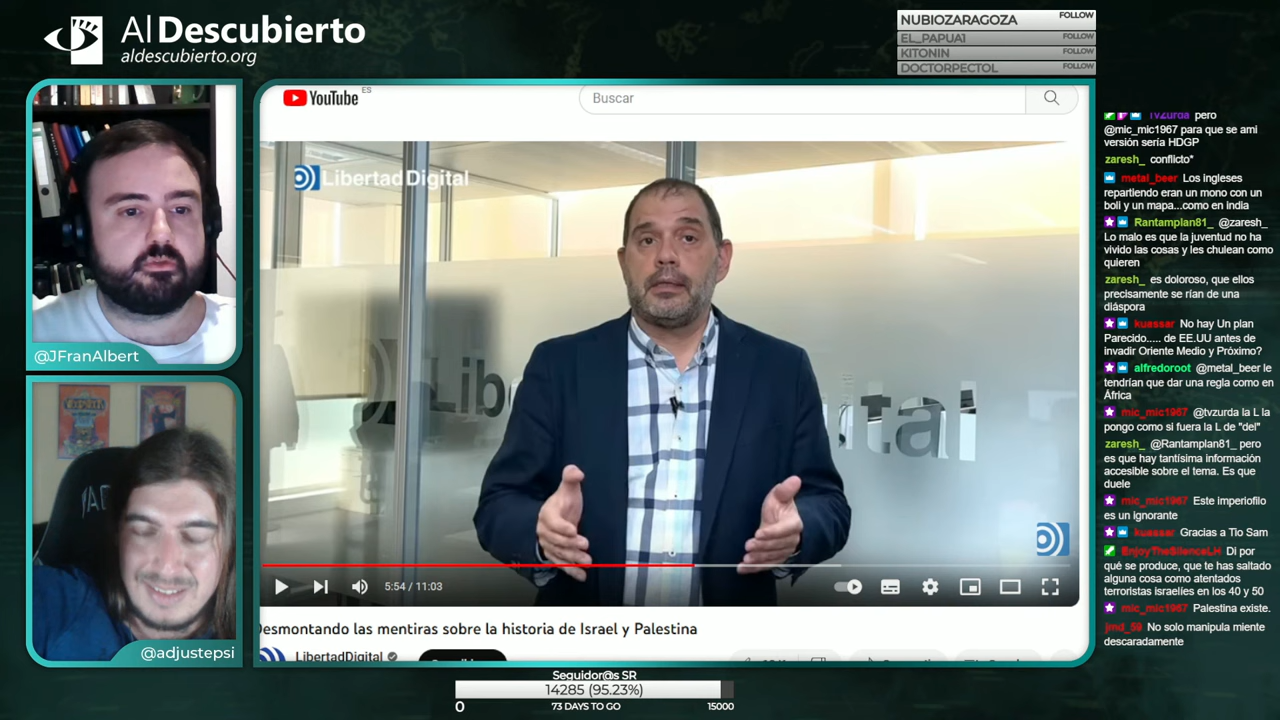 Al Descubierto
aldescubierto.org
NUBIOZARAGOZA FOLLOW
EL_PAPUA1 FOLLOW
KITONIN FOLLOW
DOCTORPECTOL FOLLOW
YouTube ES
Buscar
Libertad Digital
@JFranAlbert
@adjustepsi
5:54 / 11:03
Desmontando las mentiras sobre la historia de Israel y Palestina
LibertadDigital
Seguidor@s SR
14285 (95.23%)
0 73 DAYS TO GO 15000
TvZurda pero
@mic_mic1967 para que se ami
versión sería HDGP
zaresh_ conflicto*
metal_beer Los ingleses
repartiendo eran un mono con un
boli y un mapa...como en india
Rantamplan81_ @zaresh_
Lo malo es que la juventud no ha
vivido las cosas y les chulean como
quieren
zaresh_ es doloroso, que ellos
precisamente se rían de una
diáspora
kuassar No hay Un plan
Parecido..... de EE.UU antes de
invadir Oriente Medio y Próximo?
alfredoroot @metal_beer le
tendrían que dar una regla como en
África
mic_mic1967 @tvzurda la L la
pongo como si fuera la L de "del"
zaresh_ @Rantamplan81_ pero
es que hay tantísima información
accesible sobre el tema. Es que
duele
mic_mic1967 Este imperiofilo
es un ignorante
kuassar Gracias a Tio Sam
EnjoyTheSilenceLH Di por
qué se produce, que te has saltado
alguna cosa como atentados
terroristas israelíes en los 40 y 50
mic_mic1967 Palestina existe.
jmd_59 No solo manipula miente
descaradamente